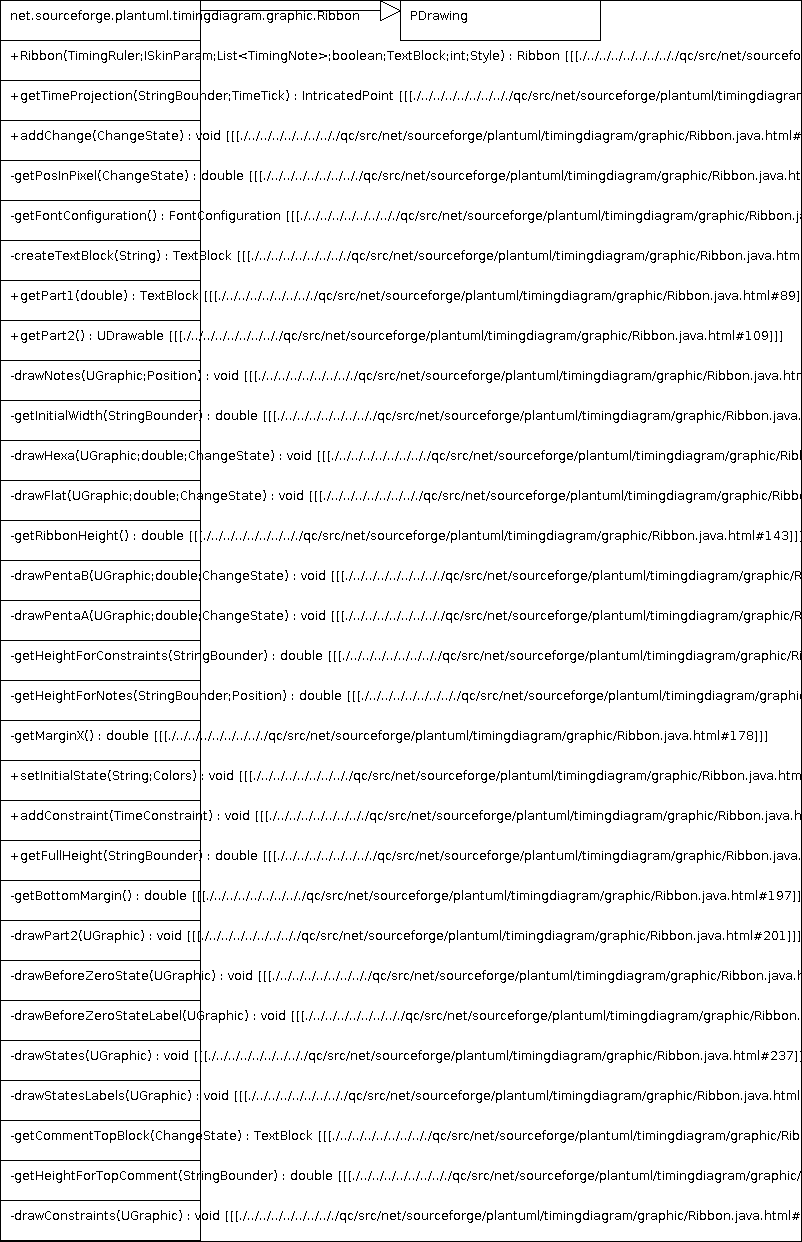 net.sourceforge.plantuml.timingdiagram.graphic.Ribbon
PDrawing
+Ribbon(TimingRuler;ISkinParam;List<TimingNote>;boolean;TextBlock;int;Style) : Ribbon [[[./../../../../../../../qc/src/net/sourcefo
+getTimeProjection(StringBounder;TimeTick) : IntricatedPoint [[[./../../../../../../../qc/src/net/sourceforge/plantuml/timingdiagram
+addChange(ChangeState) : void [[[./../../../../../../../qc/src/net/sourceforge/plantuml/timingdiagram/graphic/Ribbon.java.html#
-getPosInPixel(ChangeState) : double [[[./../../../../../../../qc/src/net/sourceforge/plantuml/timingdiagram/graphic/Ribbon.java.ht
-getFontConfiguration() : FontConfiguration [[[./../../../../../../../qc/src/net/sourceforge/plantuml/timingdiagram/graphic/Ribbon.j
-createTextBlock(String) : TextBlock [[[./../../../../../../../qc/src/net/sourceforge/plantuml/timingdiagram/graphic/Ribbon.java.htm
+getPart1(double) : TextBlock [[[./../../../../../../../qc/src/net/sourceforge/plantuml/timingdiagram/graphic/Ribbon.java.html#89]
+getPart2() : UDrawable [[[./../../../../../../../qc/src/net/sourceforge/plantuml/timingdiagram/graphic/Ribbon.java.html#109]]]
-drawNotes(UGraphic;Position) : void [[[./../../../../../../../qc/src/net/sourceforge/plantuml/timingdiagram/graphic/Ribbon.java.htm
-getInitialWidth(StringBounder) : double [[[./../../../../../../../qc/src/net/sourceforge/plantuml/timingdiagram/graphic/Ribbon.java.
-drawHexa(UGraphic;double;ChangeState) : void [[[./../../../../../../../qc/src/net/sourceforge/plantuml/timingdiagram/graphic/Ribb
-drawFlat(UGraphic;double;ChangeState) : void [[[./../../../../../../../qc/src/net/sourceforge/plantuml/timingdiagram/graphic/Ribbo
-getRibbonHeight() : double [[[./../../../../../../../qc/src/net/sourceforge/plantuml/timingdiagram/graphic/Ribbon.java.html#143]]]
-drawPentaB(UGraphic;double;ChangeState) : void [[[./../../../../../../../qc/src/net/sourceforge/plantuml/timingdiagram/graphic/R
-drawPentaA(UGraphic;double;ChangeState) : void [[[./../../../../../../../qc/src/net/sourceforge/plantuml/timingdiagram/graphic/R
-getHeightForConstraints(StringBounder) : double [[[./../../../../../../../qc/src/net/sourceforge/plantuml/timingdiagram/graphic/Ri
-getHeightForNotes(StringBounder;Position) : double [[[./../../../../../../../qc/src/net/sourceforge/plantuml/timingdiagram/graphi
-getMarginX() : double [[[./../../../../../../../qc/src/net/sourceforge/plantuml/timingdiagram/graphic/Ribbon.java.html#178]]]
+setInitialState(String;Colors) : void [[[./../../../../../../../qc/src/net/sourceforge/plantuml/timingdiagram/graphic/Ribbon.java.htm
+addConstraint(TimeConstraint) : void [[[./../../../../../../../qc/src/net/sourceforge/plantuml/timingdiagram/graphic/Ribbon.java.h
+getFullHeight(StringBounder) : double [[[./../../../../../../../qc/src/net/sourceforge/plantuml/timingdiagram/graphic/Ribbon.java.
-getBottomMargin() : double [[[./../../../../../../../qc/src/net/sourceforge/plantuml/timingdiagram/graphic/Ribbon.java.html#197]]
-drawPart2(UGraphic) : void [[[./../../../../../../../qc/src/net/sourceforge/plantuml/timingdiagram/graphic/Ribbon.java.html#201]]]
-drawBeforeZeroState(UGraphic) : void [[[./../../../../../../../qc/src/net/sourceforge/plantuml/timingdiagram/graphic/Ribbon.java.h
-drawBeforeZeroStateLabel(UGraphic) : void [[[./../../../../../../../qc/src/net/sourceforge/plantuml/timingdiagram/graphic/Ribbon.
-drawStates(UGraphic) : void [[[./../../../../../../../qc/src/net/sourceforge/plantuml/timingdiagram/graphic/Ribbon.java.html#237]]
-drawStatesLabels(UGraphic) : void [[[./../../../../../../../qc/src/net/sourceforge/plantuml/timingdiagram/graphic/Ribbon.java.html
-getCommentTopBlock(ChangeState) : TextBlock [[[./../../../../../../../qc/src/net/sourceforge/plantuml/timingdiagram/graphic/Rib
-getHeightForTopComment(StringBounder) : double [[[./../../../../../../../qc/src/net/sourceforge/plantuml/timingdiagram/graphic/
-drawConstraints(UGraphic) : void [[[./../../../../../../../qc/src/net/sourceforge/plantuml/timingdiagram/graphic/Ribbon.java.html#